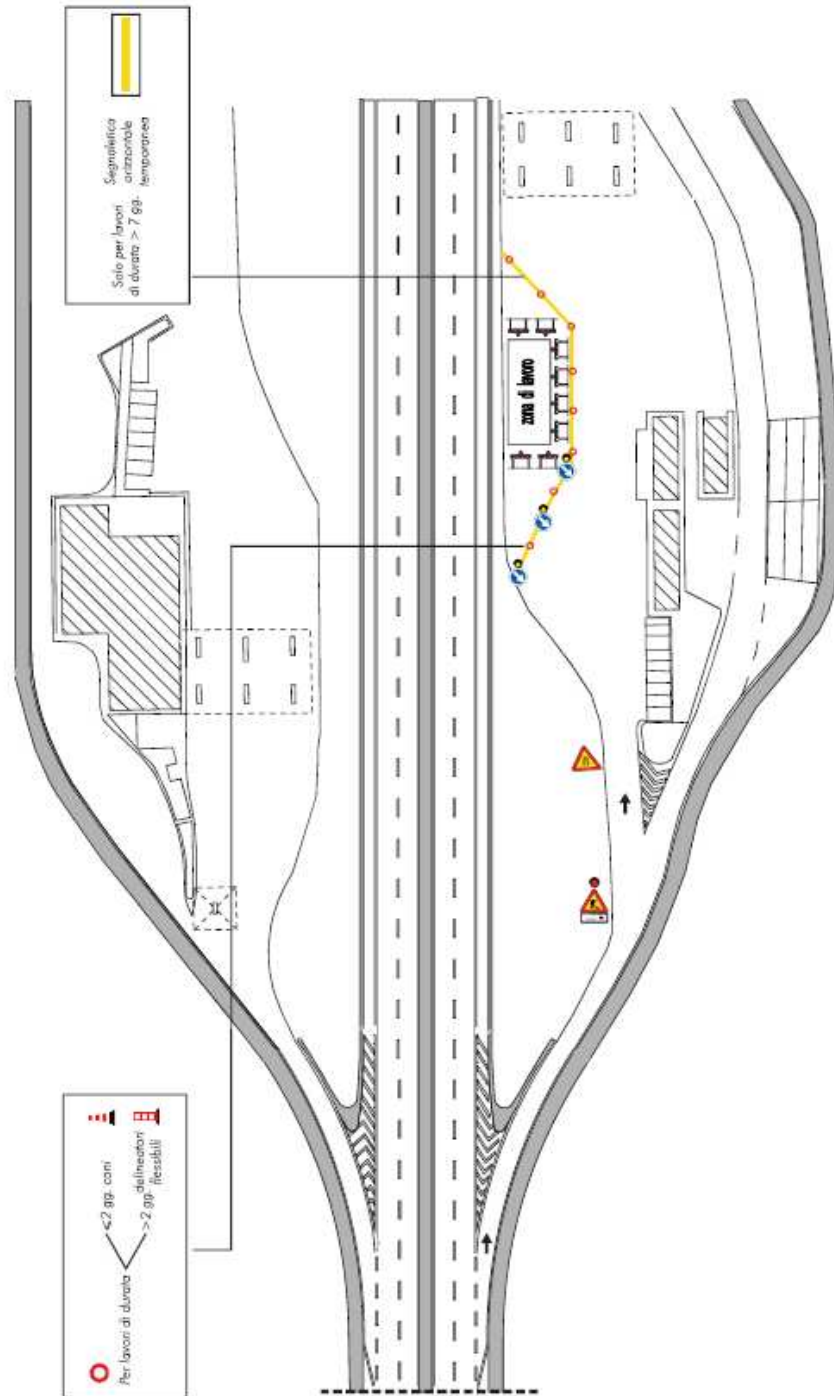 Solo per lavori
di durata > 7 gg.
Segnaletica
orizzontale
temporanea
zona di lavoro
Per lavori di durata
⩽2 gg. coni
>2 gg. delineatori
flessibili